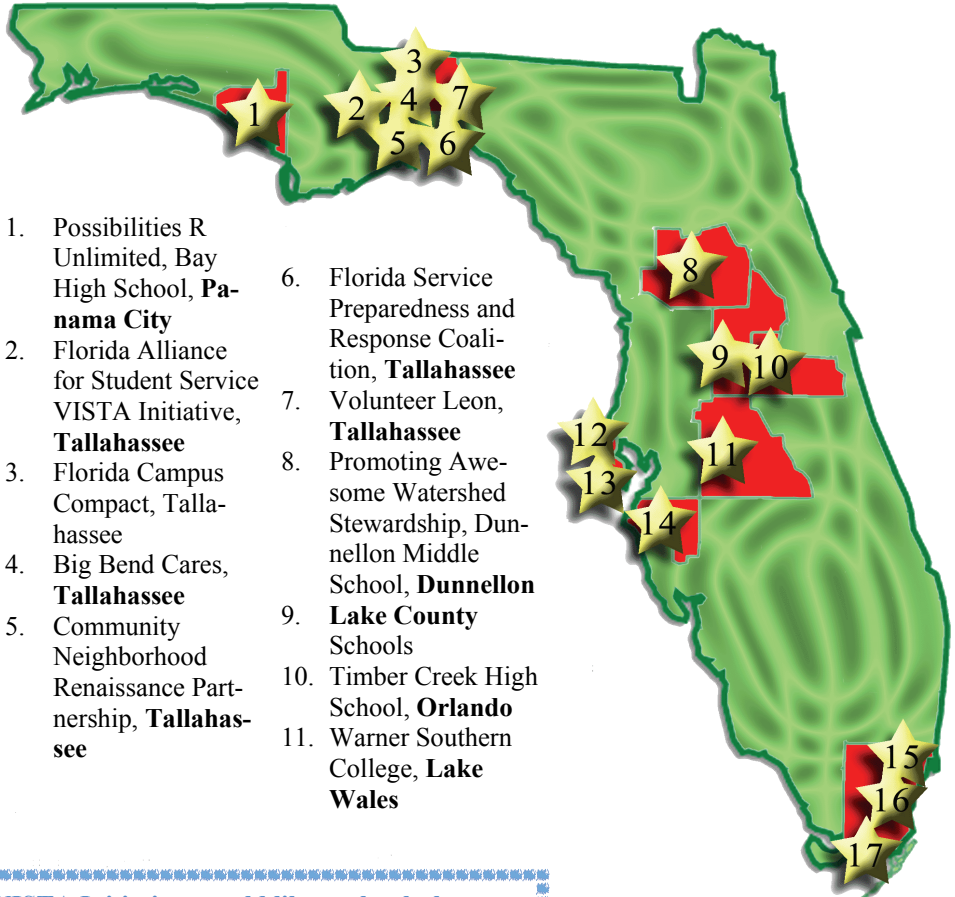 3
1
2
4
7
5
6
8
9
10
12
11
13
14
15
16
17
1. Possibilities R
Unlimited, Bay
High School, Pa-
nama City
2. Florida Alliance
for Student Service
VISTA Initiative,
Tallahassee
3. Florida Campus
Compact, Talla-
hassee
4. Big Bend Cares,
Tallahassee
5. Community
Neighborhood
Renaissance Part-
nership, Tallahas-
see
6. Florida Service
Preparedness and
Response Coali-
tion, Tallahassee
7. Volunteer Leon,
Tallahassee
8. Promoting Awe-
some Watershed
Stewardship, Dun-
nellon Middle
School, Dunnellon
9. Lake County
Schools
10. Timber Creek High
School, Orlando
11. Warner Southern
College, Lake
Wales